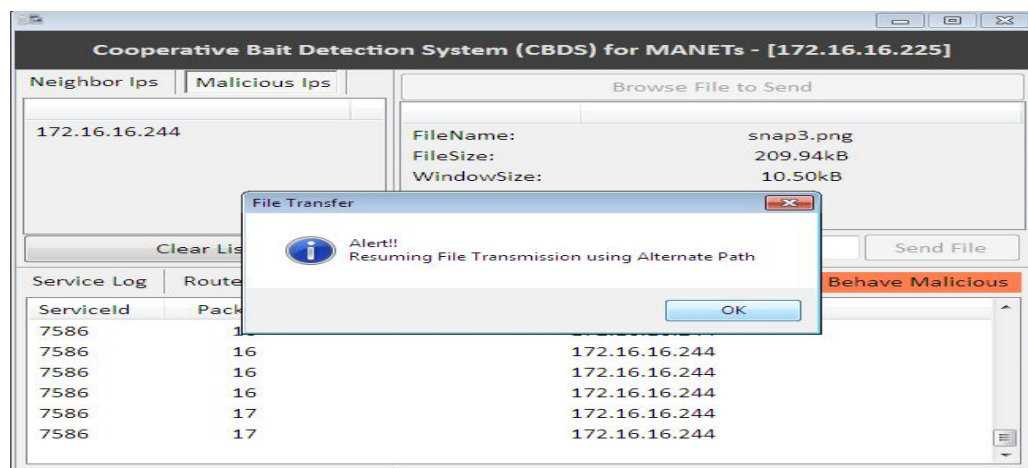 Cooperative Bait Detection System (CBDS) for MANETs - [172.16.16.225]
Neighbor Ips Malicious Ips
Browse File to Send
172.16.16.244
FileName: snap3.png
FileSize: 209.94kB
WindowSize: 10.50kB
File Transfer
Alert!!
Resuming File Transmission using Alternate Path
OK
Clear Lis
Send File
Service Log Route
Behave Malicious
ServiceId Pack
7586
7586 16 172.16.16.244
7586 16 172.16.16.244
7586 16 172.16.16.244
7586 17 172.16.16.244
7586 17 172.16.16.244